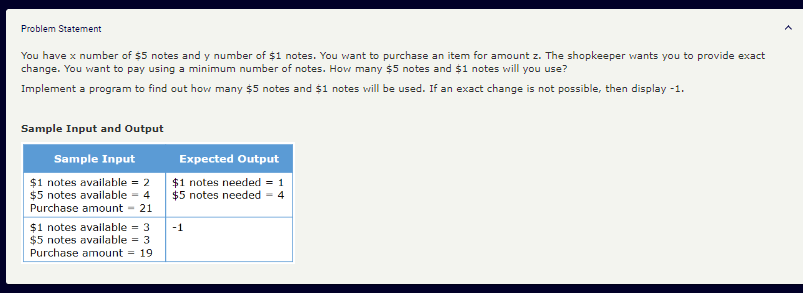 Problem Statement
You have x number of $5 notes and y number of $1 notes. You want to purchase an item for amount z. The shopkeeper wants you to provide exact
change. You want to pay using a minimum number of notes. How many $5 notes and $1 notes will you use?
Implement a program to find out how many $5 notes and $1 notes will be used. If an exact change is not possible, then display -1.
Sample Input and Output
Sample Input Expected Output
$1 notes available = 2 $1 notes needed = 1
$5 notes available = 4 $5 notes needed = 4
Purchase amount = 21
$1 notes available = 3 -1
$5 notes available = 3
Purchase amount = 19